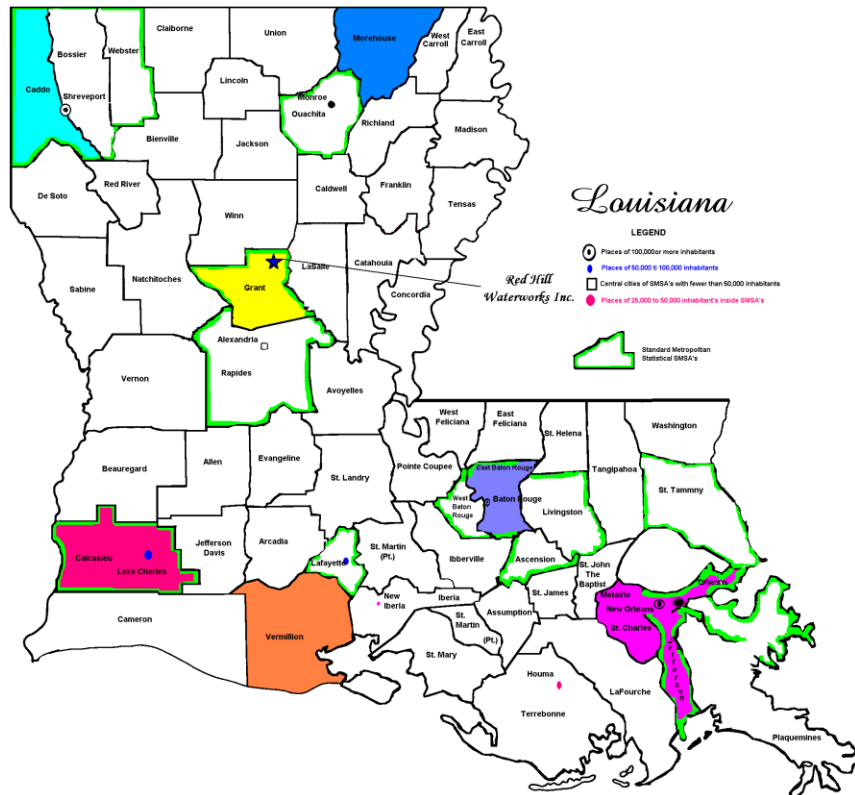 Claiborne
Union
Morehouse
West
Carroll
East
Carroll
Bossier
Webster
Lincoln
Caddo
Shreveport
Monroe
Ouachita
Richland
Madison
Bienville
Jackson
De Soto
Red River
Caldwell
Franklin
Tensas
Winn
Sabine
Natchitoches
Grant
LaSalle
Catahoula
Concordia
Red Hill
Waterworks Inc.
Louisiana
LEGEND
Places of 100,000or more inhabitants
Places of 50,000 ti 100,000 inhabitants
Central cities of SMSA's with fewer than 50,000 inhabitants
Places of 25,000 to 50,000 inhabitant's inside SMSA's
Standard Metropoltian
Statistical SMSA's
Alexandria
Rapides
Vernon
Avoyelles
West
Feliciana
East
Feliciana
St. Helena
Washington
Beauregard
Allen
Evangeline
St. Landry
Pointe Coupee
East Baton Rouge
Tangipahoa
St. Tammny
West
Baton
Rouge
Baton Rouge
Livingston
Calcasieu
Lake Charles
Jefferson
Davis
Arcadia
Lafayette
St. Martin
(Pt.)
Ibberville
Ascension
St. John
The
Baptist
Orleans
Metairie
New Orleans
St. Charles
Jefferson
Cameron
Vermillion
New
Iberia
Iberia
St.
Martin
(Pt.)
Assumption
St. James
St. Mary
Houma
Terrebonne
LaFourche
Plaquemines